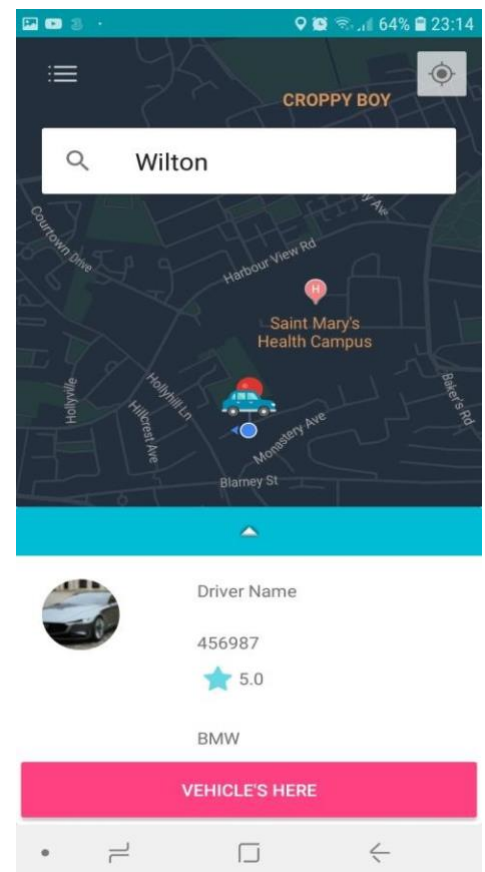 3 64% 23:14
CROPPY BOY
Wilton
Courtown Drive
Harbour View Rd
H
Saint Mary's
Health Campus
Hollyville
Hollyhill Ln
Hillcrest Ave
Monastery Ave
Baker's Rd
Blarney St
Driver Name
456987
5.0
BMW
VEHICLE'S HERE